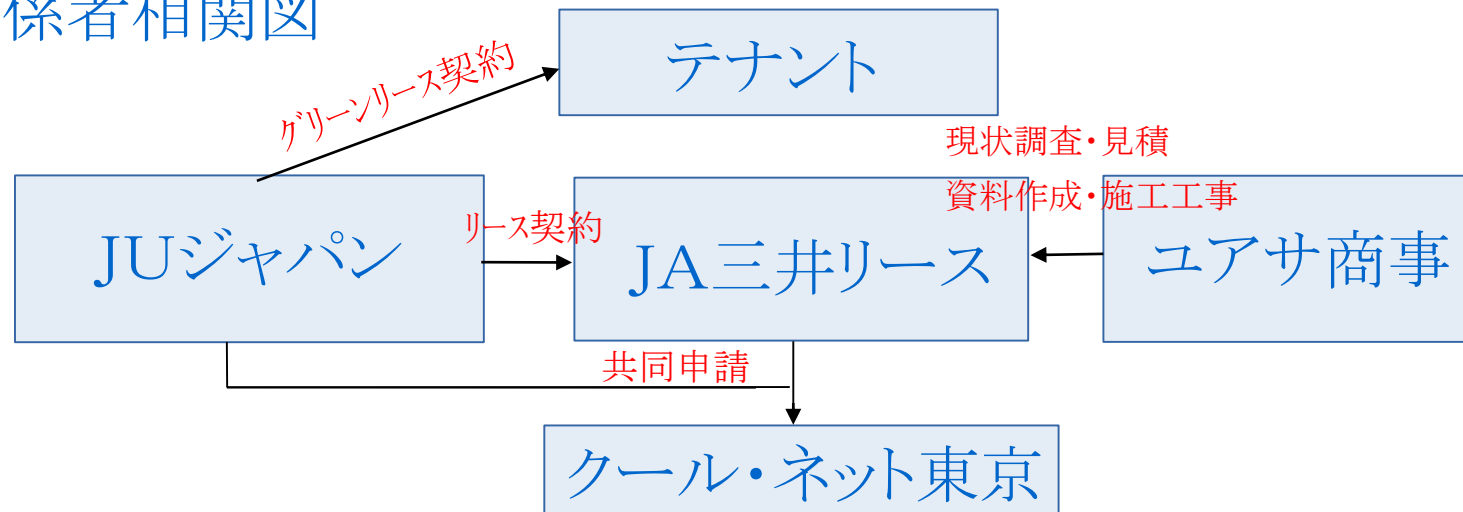 係者相関図
テナント
グリーンリース契約
現状調査・見積
資料作成・施工工事
JUジャパン
リース契約
JA三井リース
ユアサ商事
共同申請
クール・ネット東京